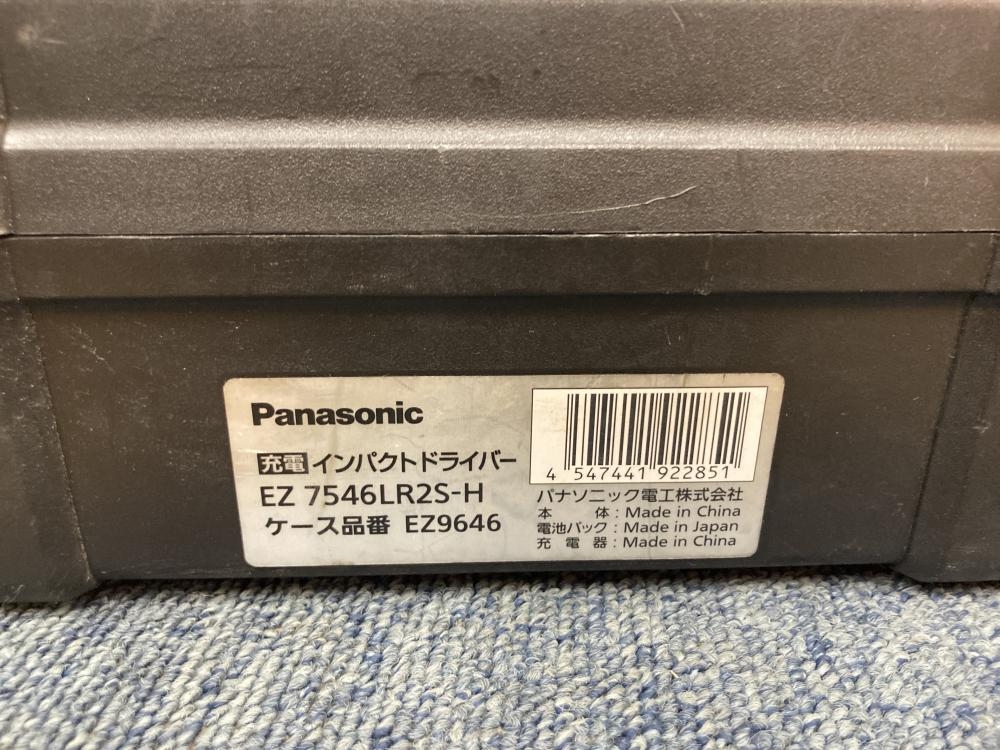 Panasonic
充電 インパクトドライバー
EZ 7546LR2S-H
ケース品番 EZ9646
4 547441 922851
パナソニック電工株式会社
本 体 : Made in China
電池パック : Made in Japan
充 電 器 : Made in China